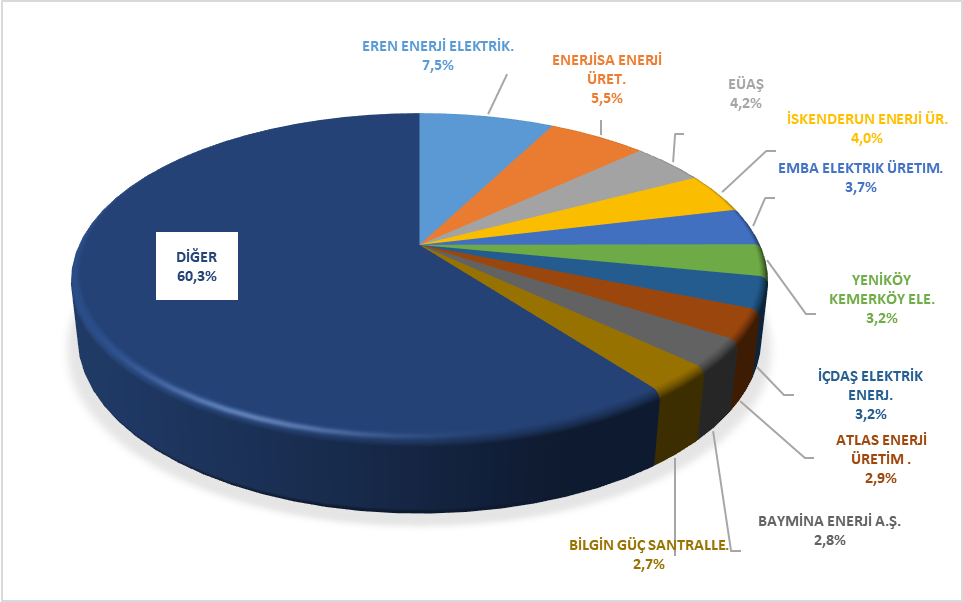 EREN ENERJİ ELEKTRİK.
7,5%
ENERJİSA ENERJİ
ÜRET.
5,5%
EÜAŞ
4,2%
İSKENDERUN ENERJİ ÜR.
4,0%
EMBA ELEKTRIK ÜRETIM.
3,7%
YENİKÖY
KEMERKÖY ELE.
3,2%
İÇDAŞ ELEKTRİK
ENERJ.
3,2%
ATLAS ENERJİ
ÜRETİM .
2,9%
BAYMİNA ENERJİ A.Ş.
2,8%
BİLGİN GÜÇ SANTRALLE.
2,7%
DİĞER
60,3%